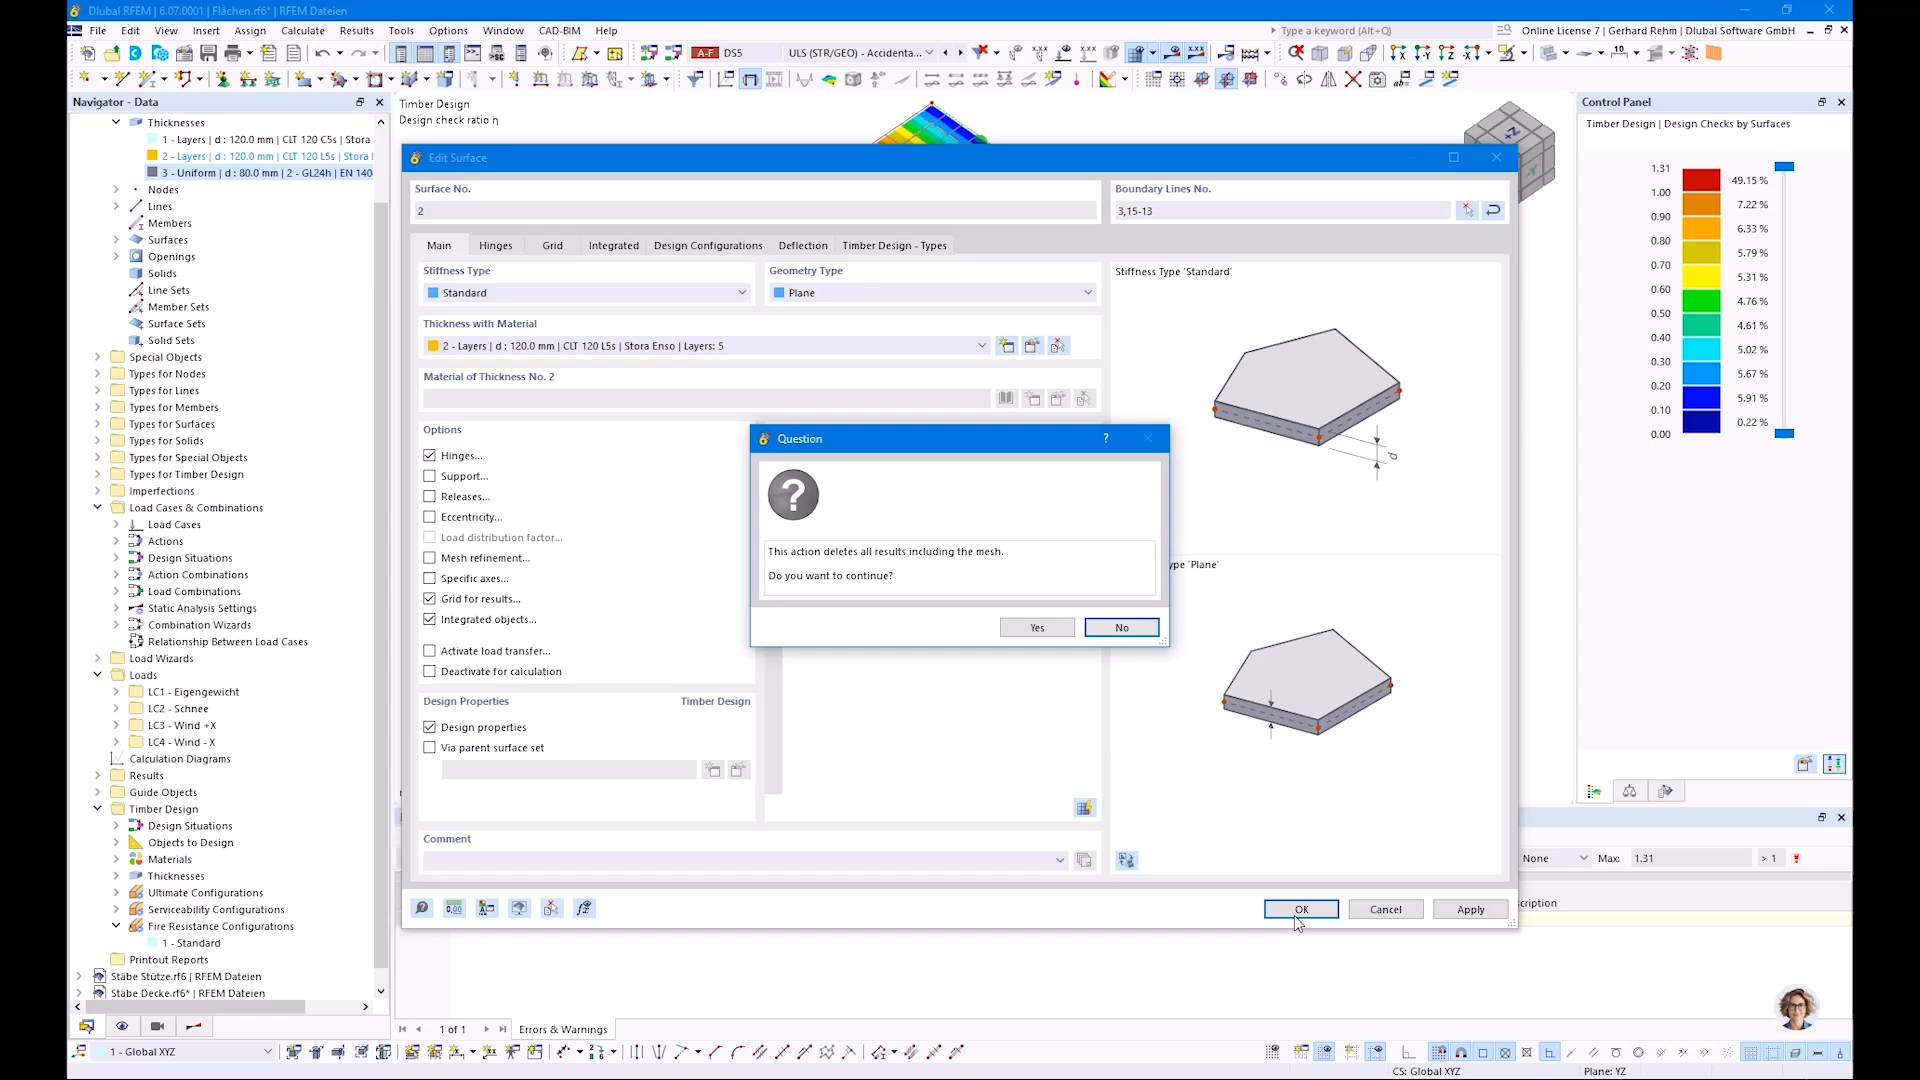 Dlubal RFEM | 6.07.0001 | Flächen.rf6* | RFEM Dateien
File Edit View Insert Assign Calculate Results Tools Options Window CAD-BIM Help
Type a keyword (Alt+Q)
Online License 7 | Gerhard Rehm | Dlubal Software GmbH
A-F DS5 ULS (STR/GEO) - Accidenta...
Navigator - Data
Thicknesses
1 - Layers | d : 120.0 mm | CLT 120 C5s | Stora
2 - Layers | d : 120.0 mm | CLT 120 L5s | Stora
3 - Uniform | d : 80.0 mm | 2 - GL24h | EN 140
Nodes
Lines
Members
Surfaces
Openings
Solids
Line Sets
Member Sets
Surface Sets
Solid Sets
Special Objects
Types for Nodes
Types for Lines
Types for Members
Types for Surfaces
Types for Solids
Types for Special Objects
Types for Timber Design
Imperfections
Load Cases & Combinations
Load Cases
Actions
Design Situations
Action Combinations
Load Combinations
Static Analysis Settings
Combination Wizards
Relationship Between Load Cases
Load Wizards
Loads
LC1 - Eigengewicht
LC2 - Schnee
LC3 - Wind +X
LC4 - Wind - X
Calculation Diagrams
Results
Guide Objects
Timber Design
Design Situations
Objects to Design
Materials
Thicknesses
Ultimate Configurations
Serviceability Configurations
Fire Resistance Configurations
1 - Standard
Printout Reports
Stäbe Stütze.rf6 | RFEM Dateien
Stäbe Decke.rf6* | RFEM Dateien
Timber Design
Design check ratio η
Edit Surface
Surface No.
2
Boundary Lines No.
3,15-13
Main Hinges Grid Integrated Design Configurations Deflection Timber Design - Types
Stiffness Type
Standard
Geometry Type
Plane
Thickness with Material
2 - Layers | d : 120.0 mm | CLT 120 L5s | Stora Enso | Layers: 5
Material of Thickness No. 2
Options
Hinges...
Support...
Releases...
Eccentricity...
Load distribution factor...
Mesh refinement...
Specific axes...
Grid for results...
Integrated objects...
Activate load transfer...
Deactivate for calculation
Design Properties Timber Design
Design properties
Via parent surface set
Comment
Stiffness Type 'Standard'
d
ype 'Plane'
Question
?
This action deletes all results including the mesh.
Do you want to continue?
Yes No
OK Cancel Apply
Control Panel
Timber Design | Design Checks by Surfaces
1.31
49.15 %
1.00
7.22 %
0.90
6.33 %
0.80
5.79 %
0.70
5.31 %
0.60
4.76 %
0.50
4.61 %
0.40
5.02 %
0.30
5.67 %
0.20
5.91 %
0.10
0.22 %
0.00
None Max: 1.31 > 1
scription
1 of 1 Errors & Warnings
1 - Global XYZ
CS: Global XYZ Plane: YZ